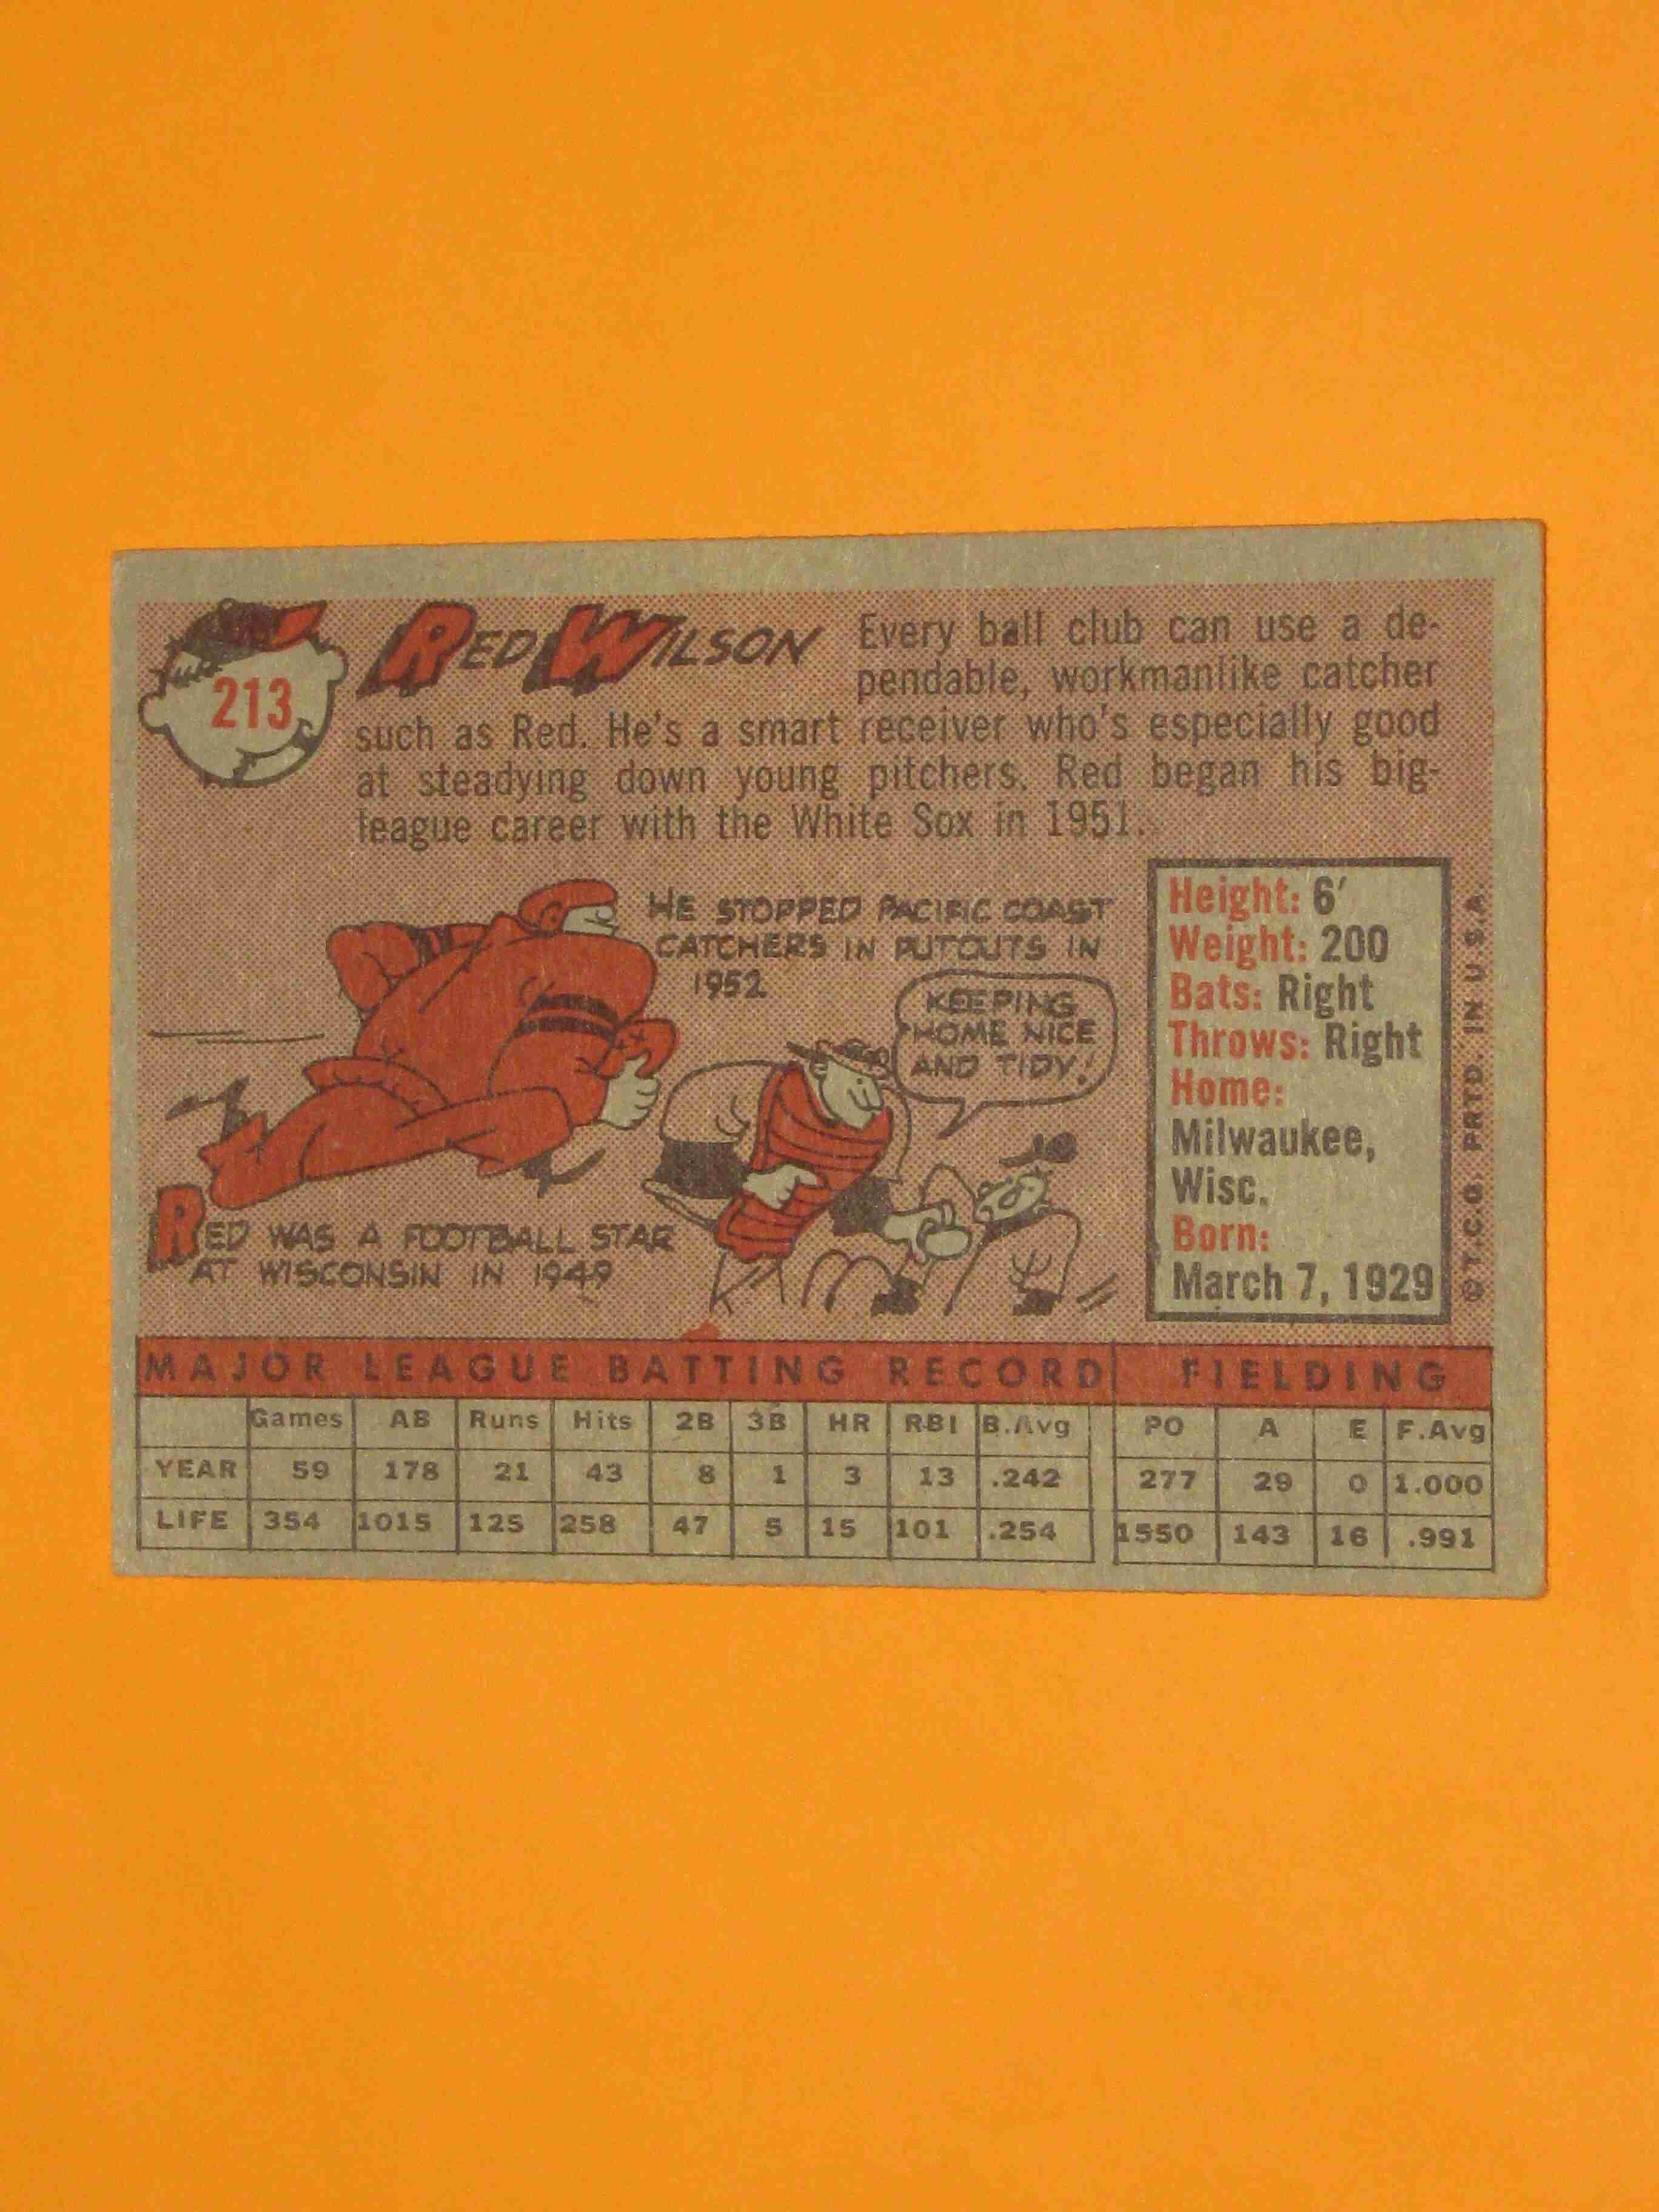 213
RED WILSON
Every ball club can use a de-
pendable, workmanlike catcher
such as Red. He's a smart receiver who's especially good
at steadying down young pitchers. Red began his big-
league career with the White Sox in 1951.
HE STOPPED PACIFIC COAST
CATCHERS IN PUTOUTS IN
1952
KEEPING
HOME NICE
AND TIDY!
RED WAS A FOOTBALL STAR
AT WISCONSIN IN 1949
Height: 6'
Weight: 200
Bats: Right
Throws: Right
Home:
Milwaukee,
Wisc.
Born:
March 7, 1929
© T.C.G. PRTD. IN U.S.A.
MAJOR LEAGUE BATTING RECORD FIELDING
Games AB Runs Hits 2B 3B HR RBI B.Avg PO A E F.Avg
YEAR 59 178 21 43 8 1 3 13 .242 277 29 0 1.000
LIFE 354 1015 125 258 47 5 15 101 .254 1550 143 16 .991